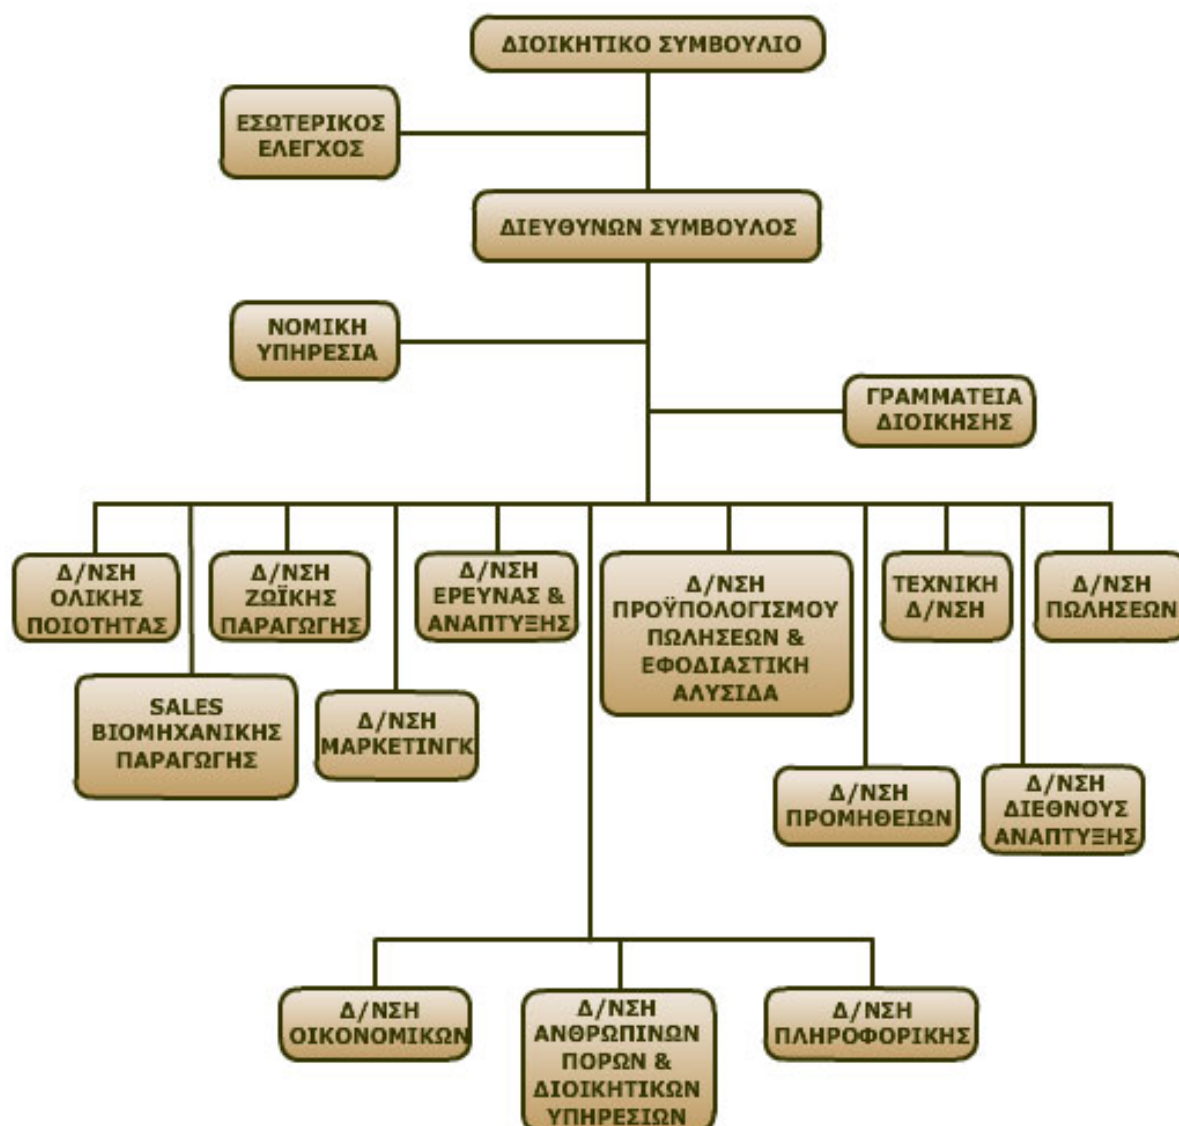 ΔΙΟΙΚΗΤΙΚΟ ΣΥΜΒΟΥΛΙΟ
ΕΣΩΤΕΡΙΚΟΣ
ΕΛΕΓΧΟΣ
ΔΙΕΥΘΥΝΩΝ ΣΥΜΒΟΥΛΟΣ
ΝΟΜΙΚΗ
ΥΠΗΡΕΣΙΑ
ΓΡΑΜΜΑΤΕΙΑ
ΔΙΟΙΚΗΣΗΣ
Δ/ΝΣΗ
ΟΛΙΚΗΣ
ΠΟΙΟΤΗΤΑΣ
Δ/ΝΣΗ
ΖΩΪΚΗΣ
ΠΑΡΑΓΩΓΗΣ
Δ/ΝΣΗ
ΕΡΕΥΝΑΣ &
ΑΝΑΠΤΥΞΗΣ
Δ/ΝΣΗ
ΠΡΟΫΠΟΛΟΓΙΣΜΟΥ
ΠΩΛΗΣΕΩΝ &
ΕΦΟΔΙΑΣΤΙΚΗ
ΑΛΥΣΙΔΑ
ΤΕΧΝΙΚΗ
Δ/ΝΣΗ
Δ/ΝΣΗ
ΠΩΛΗΣΕΩΝ
SALES
ΒΙΟΜΗΧΑΝΙΚΗΣ
ΠΑΡΑΓΩΓΗΣ
Δ/ΝΣΗ
ΜΑΡΚΕΤΙΝΓΚ
Δ/ΝΣΗ
ΠΡΟΜΗΘΕΙΩΝ
Δ/ΝΣΗ
ΔΙΕΘΝΟΥΣ
ΑΝΑΠΤΥΞΗΣ
Δ/ΝΣΗ
ΟΙΚΟΝΟΜΙΚΩΝ
Δ/ΝΣΗ
ΑΝΘΡΩΠΙΝΩΝ
ΠΟΡΩΝ &
ΔΙΟΙΚΗΤΙΚΩΝ
ΥΠΗΡΕΣΙΩΝ
Δ/ΝΣΗ
ΠΛΗΡΟΦΟΡΙΚΗΣ